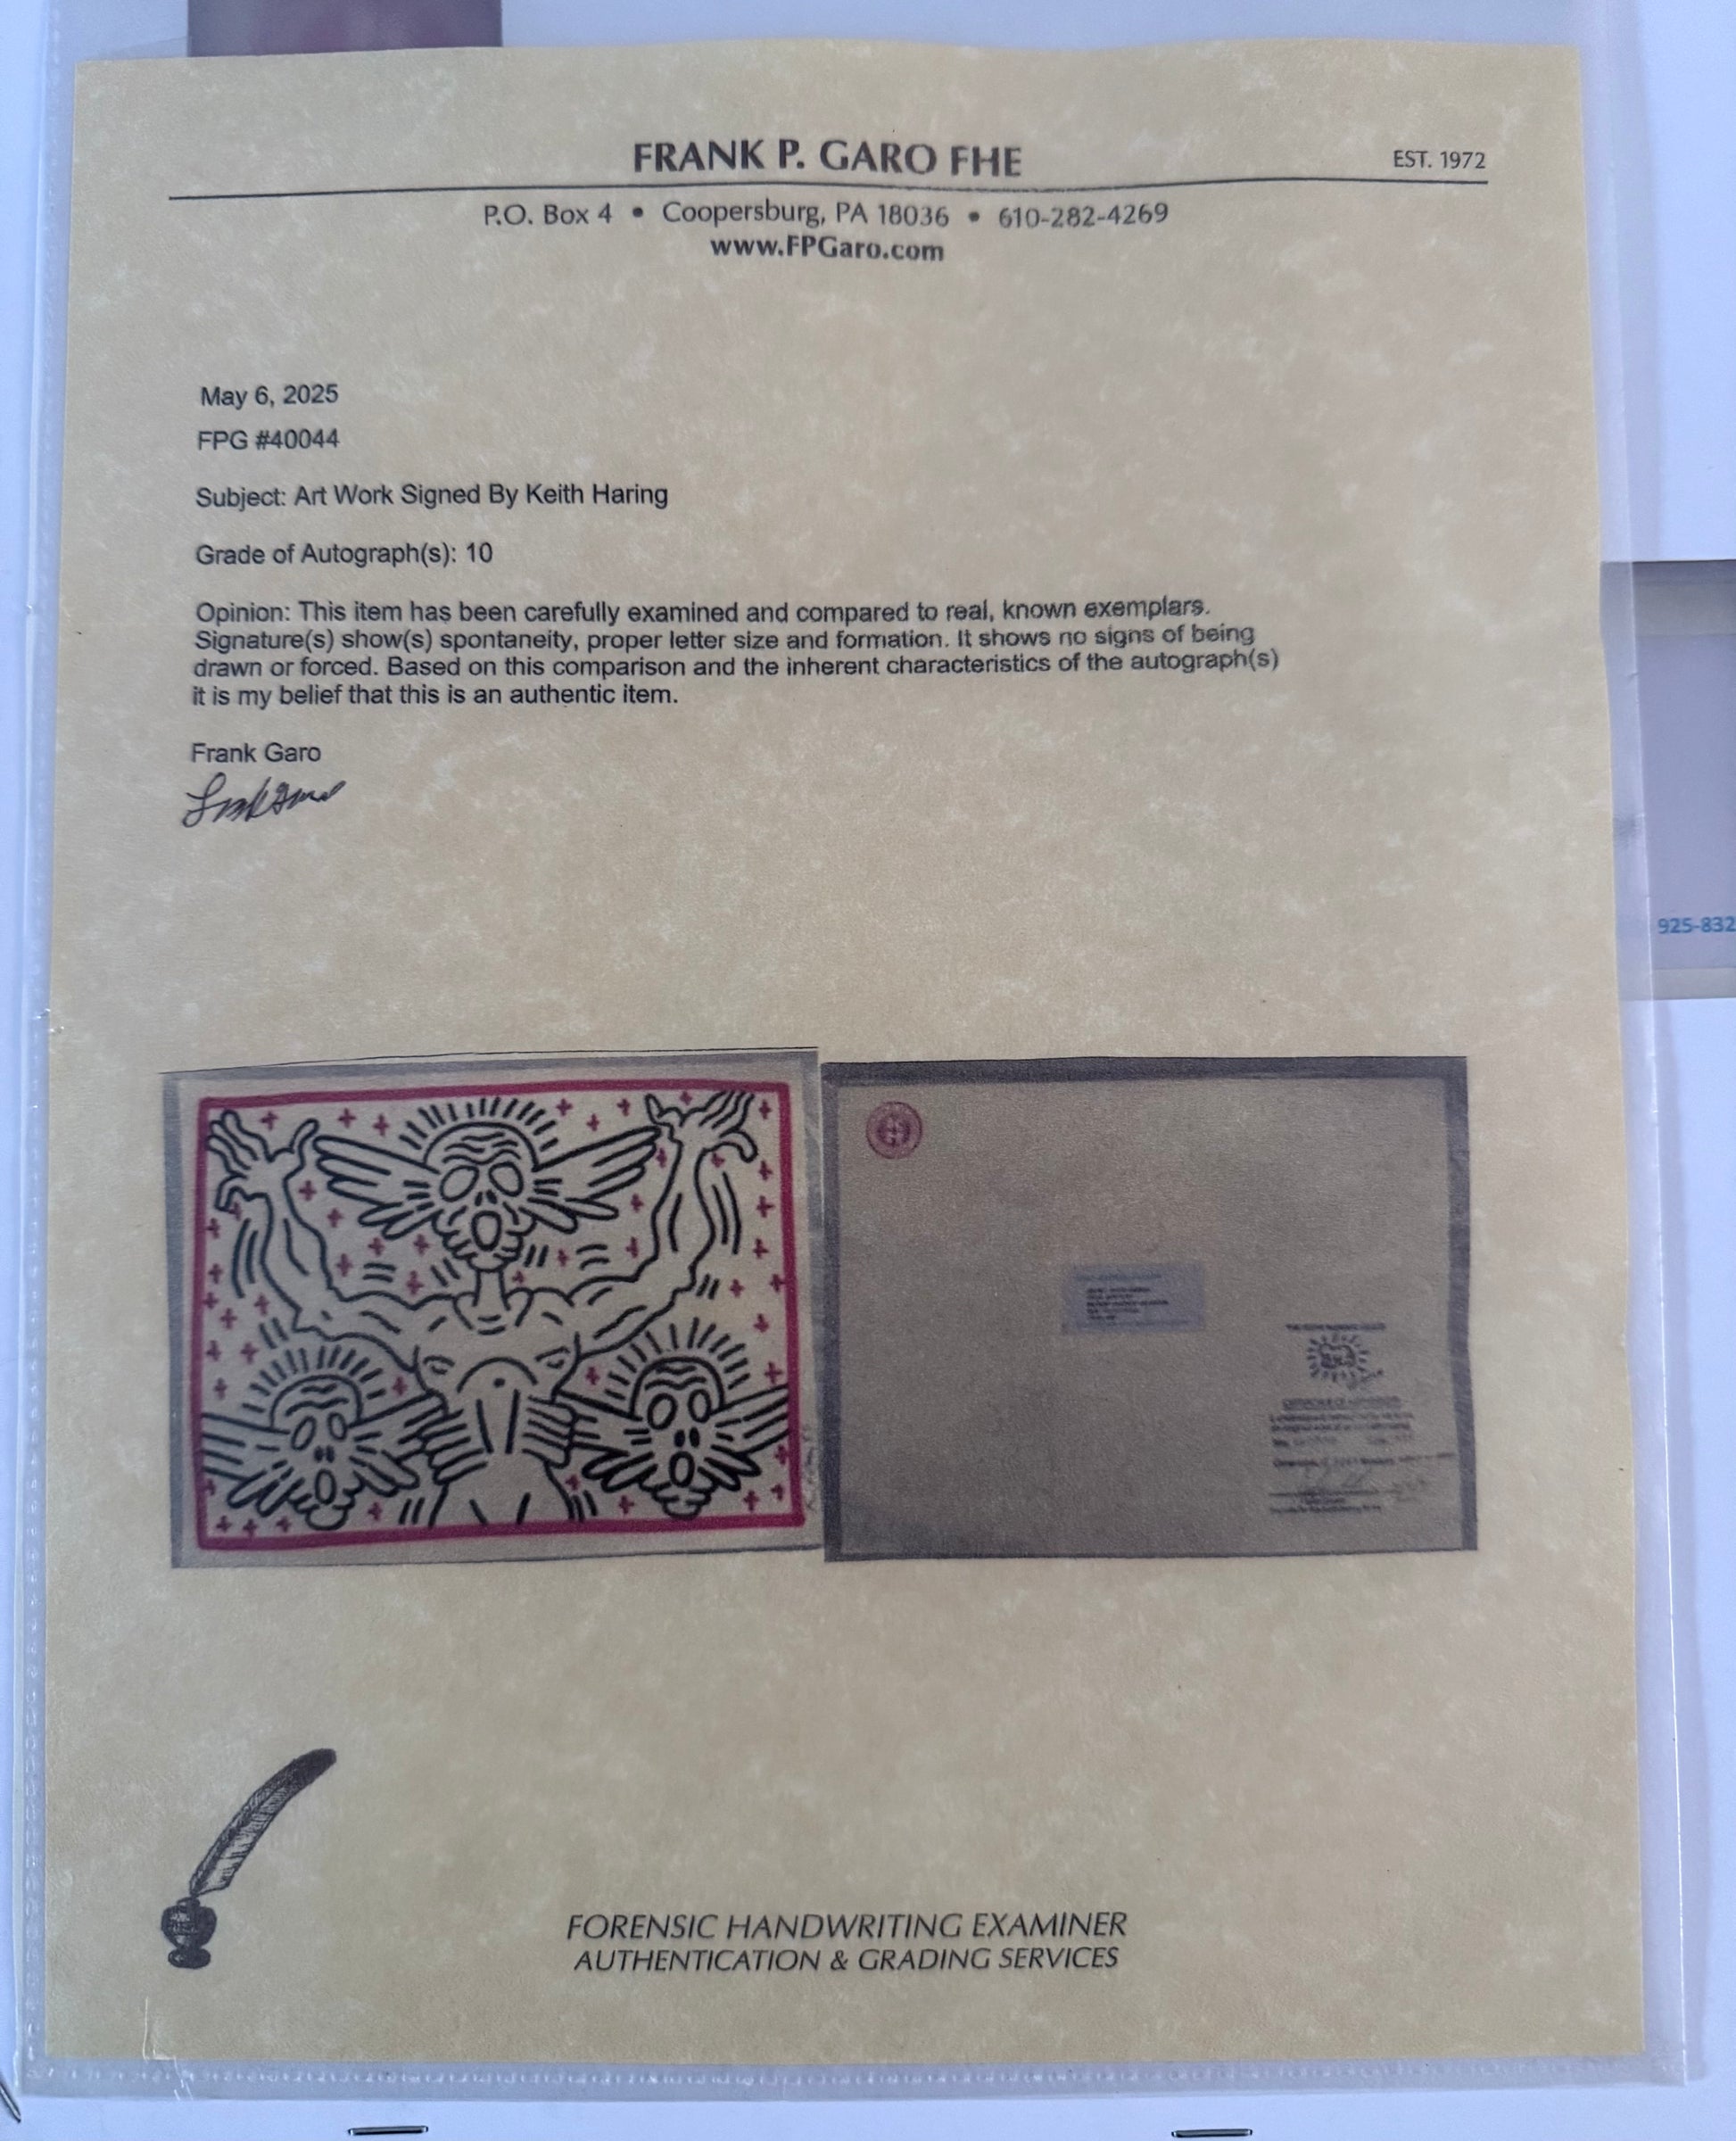 FRANK P. GARO FHE
EST. 1972
P.O. Box 4 • Coopersburg, PA 18036 • 610-282-4269
www.FPGaro.com
May 6, 2025
FPG #40044
Subject: Art Work Signed By Keith Haring
Grade of Autograph(s): 10
Opinion: This item has been carefully examined and compared to real, known exemplars.
Signature(s) show(s) spontaneity, proper letter size and formation. It shows no signs of being
drawn or forced. Based on this comparison and the inherent characteristics of the autograph(s)
it is my belief that this is an authentic item.
Frank Garo
925-832
FORENSIC HANDWRITING EXAMINER
AUTHENTICATION & GRADING SERVICES